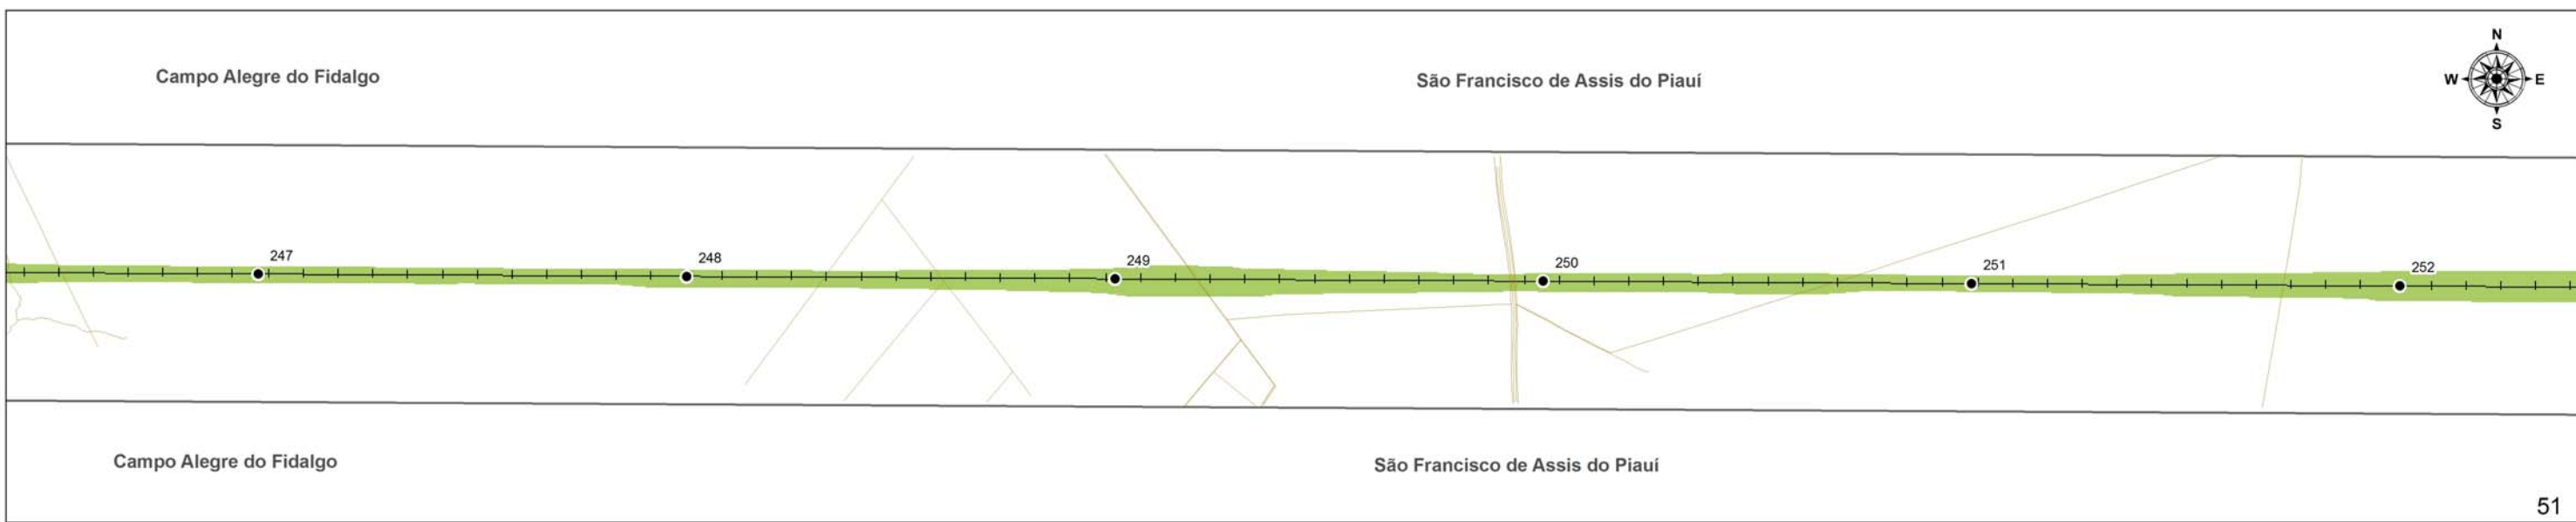 N
Campo Alegre do Fidalgo
São Francisco de Assis do Piauí
W
E
S
247
248
249
250
251
252
Campo Alegre do Fidalgo
São Francisco de Assis do Piauí
51